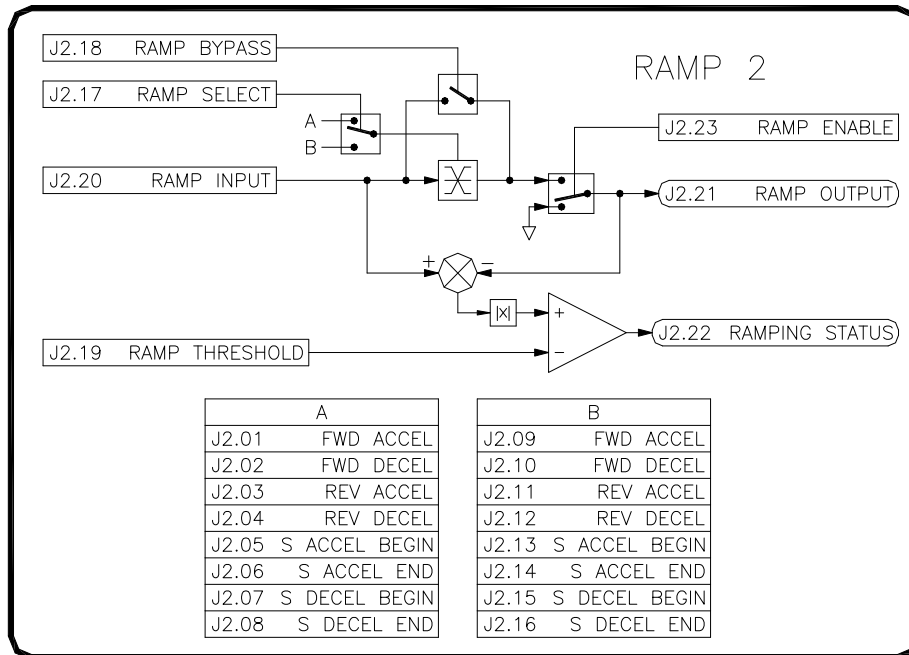 J2.18 RAMP BYPASS
RAMP 2
J2.17 RAMP SELECT
A
B
J2.23 RAMP ENABLE
J2.20 RAMP INPUT
J2.21 RAMP OUTPUT
+ −
|X|
+
−
J2.22 RAMPING STATUS
J2.19 RAMP THRESHOLD
A
J2.01 FWD ACCEL
J2.02 FWD DECEL
J2.03 REV ACCEL
J2.04 REV DECEL
J2.05 S ACCEL BEGIN
J2.06 S ACCEL END
J2.07 S DECEL BEGIN
J2.08 S DECEL END
B
J2.09 FWD ACCEL
J2.10 FWD DECEL
J2.11 REV ACCEL
J2.12 REV DECEL
J2.13 S ACCEL BEGIN
J2.14 S ACCEL END
J2.15 S DECEL BEGIN
J2.16 S DECEL END